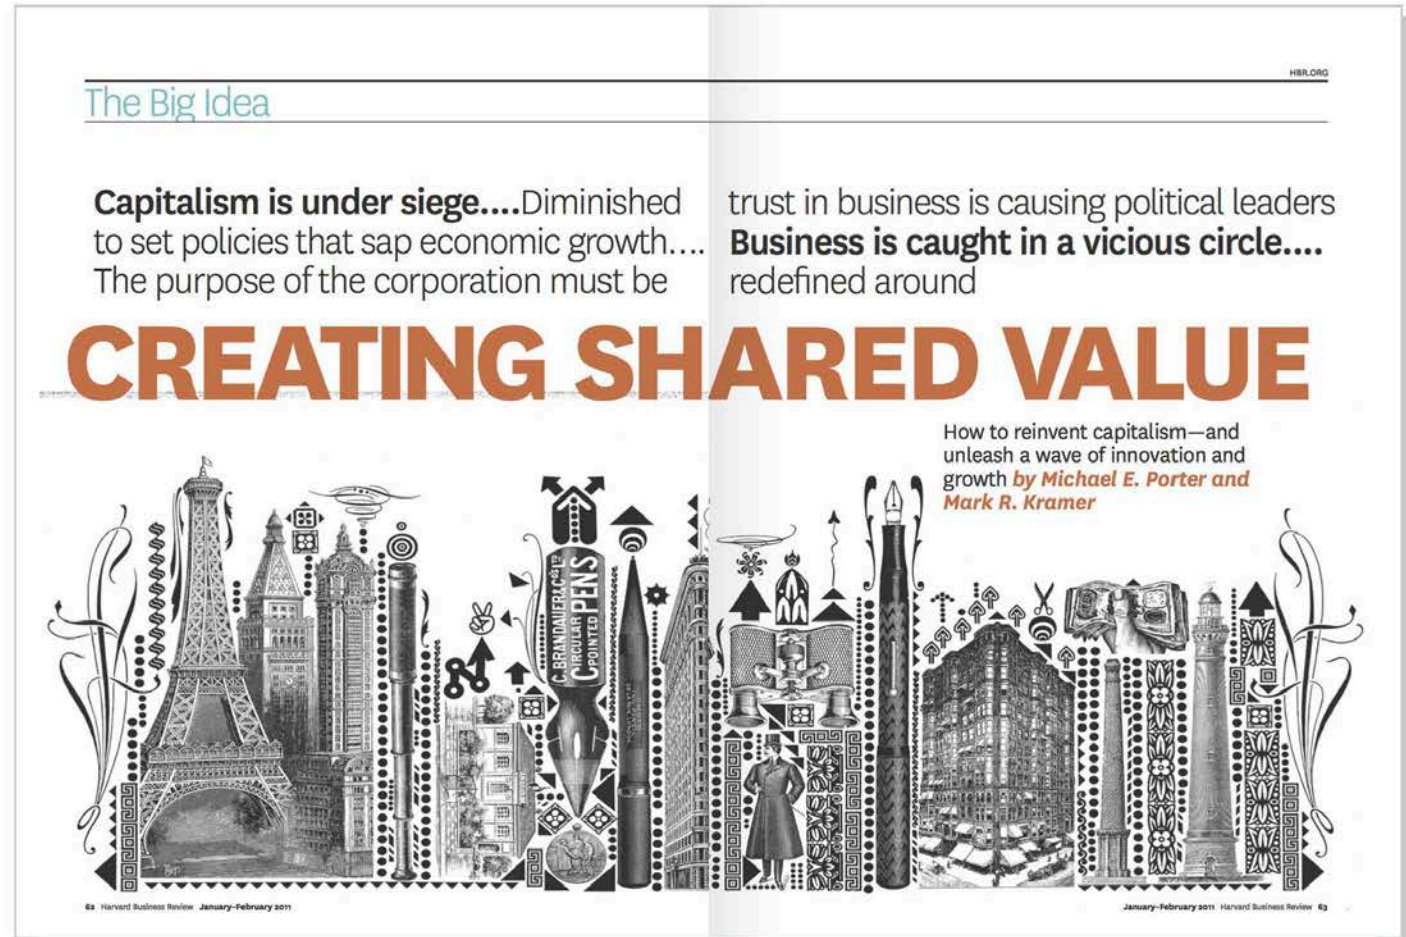 HBR.ORG
The Big Idea
Capitalism is under siege....Diminished trust in business is causing political leaders
to set policies that sap economic growth.... Business is caught in a vicious circle....
The purpose of the corporation must be redefined around
CREATING SHARED VALUE
How to reinvent capitalism—and
unleash a wave of innovation and
growth by Michael E. Porter and
Mark R. Kramer
C. BRANDAUER & CO'S LTD
CIRCULAR
POINTED PENS
62 Harvard Business Review January–February 2011
January–February 2011 Harvard Business Review 63